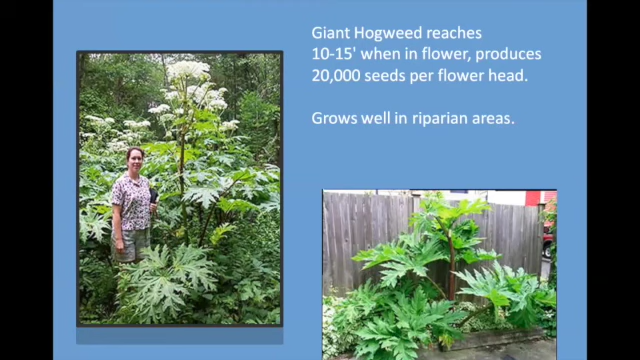 Giant Hogweed reaches
10-15' when in flower, produces
20,000 seeds per flower head.
Grows well in riparian areas.